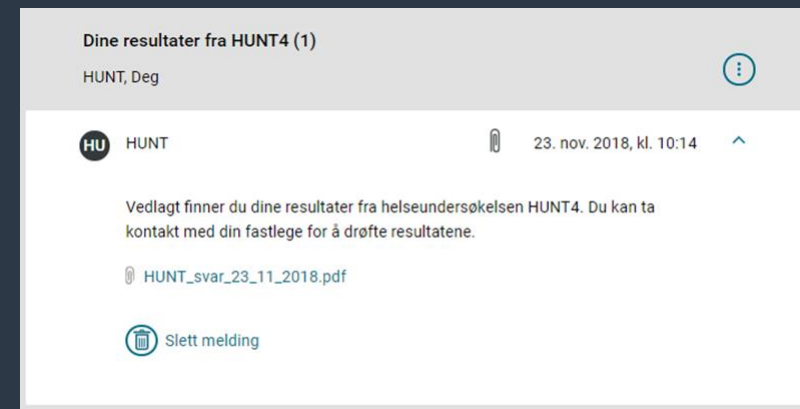 Dine resultater fra HUNT4 (1)
HUNT, Deg
HU HUNT 23. nov. 2018, kl. 10:14
Vedlagt finner du dine resultater fra helseundersøkelsen HUNT4. Du kan ta
kontakt med din fastlege for å drøfte resultatene.
HUNT_svar_23_11_2018.pdf
Slett melding